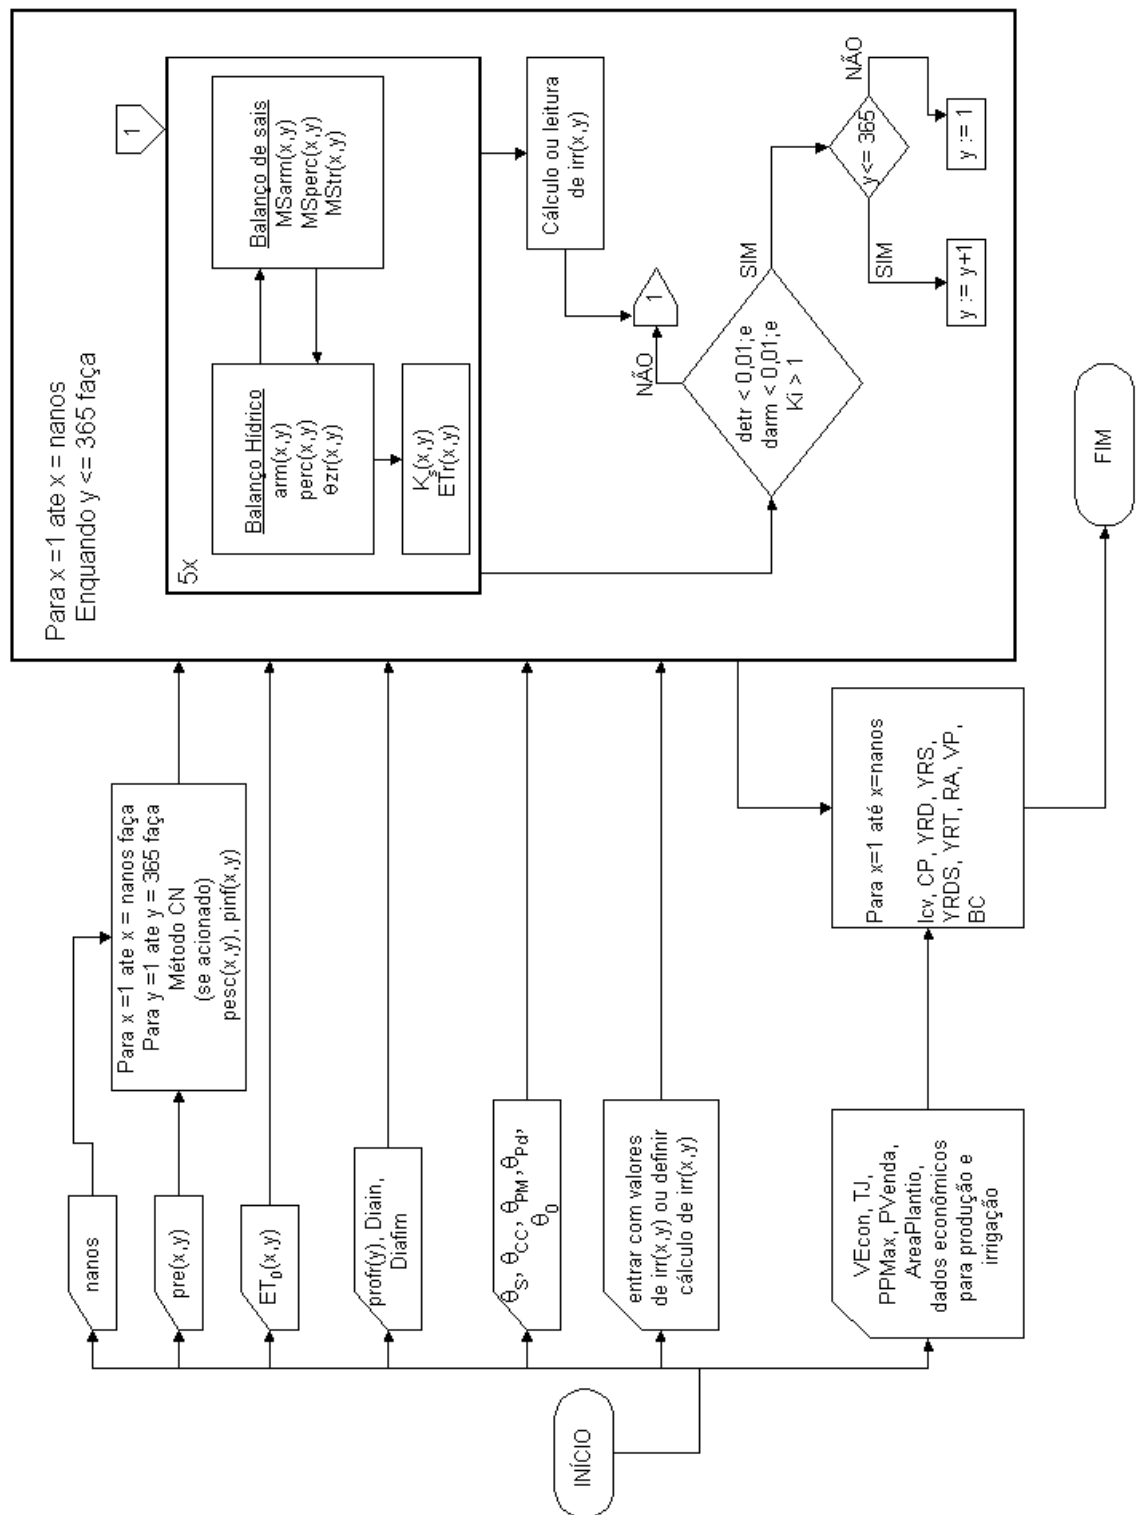 INÍCIO
nanos
pre(x,y)
ET₀(x,y)
profr(y), Diain,
Diafim
θS, θCC, θPM, θPd,
θ0
entrar com valores
de irr(x,y) ou definir
cálculo de irr(x,y)
VEcon, TJ,
PPMax, PVenda,
AreaPlantio,
dados econômicos
para produção e
irrigação
Para x =1 ate x = nanos faça
Para y =1 ate y = 365 faça
Método CN
(se acionado)
pesc(x,y), pinf(x,y)
Para x =1 ate x = nanos
Enquando y <= 365 faça
5x
Balanço Hídrico
arm(x,y)
perc(x,y)
θzr(x,y)
Balanço de sais
MSarm(x,y)
MSperc(x,y)
MStr(x,y)
Ks(x,y)
ETr(x,y)
1
Cálculo ou leitura
de irr(x,y)
1
NÃO
detr < 0,01;e
darm < 0,01;e
Ki > 1
SIM
y<= 365
NÃO
SIM
y := y+1
y := 1
Para x=1 até x=nanos
Icv, CP, YRD, YRS,
YRDS, YRT, RA, VP,
BC
FIM